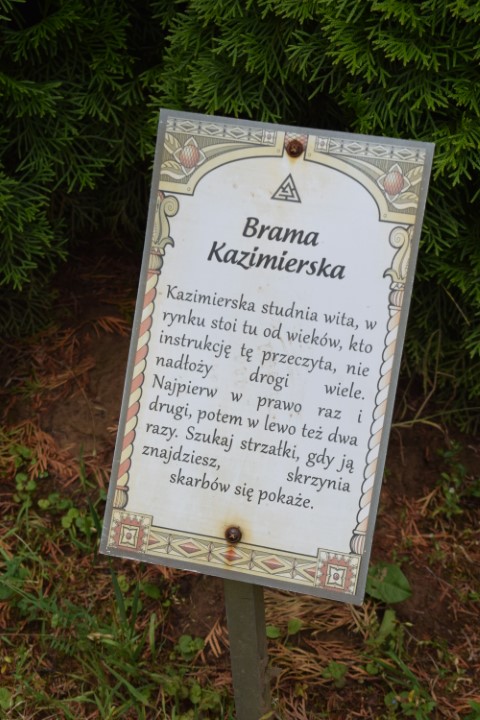 Brama
Kazimierska
Kazimierska studnia wita, w
rynku stoi tu od wieków, kto
instrukcję tę przeczyta, nie
nadłoży drogi wiele.
Najpierw w prawo raz i
drugi, potem w lewo też dwa
razy. Szukaj strzałki, gdy ją
znajdziesz, skrzynia
skarbów się pokaże.